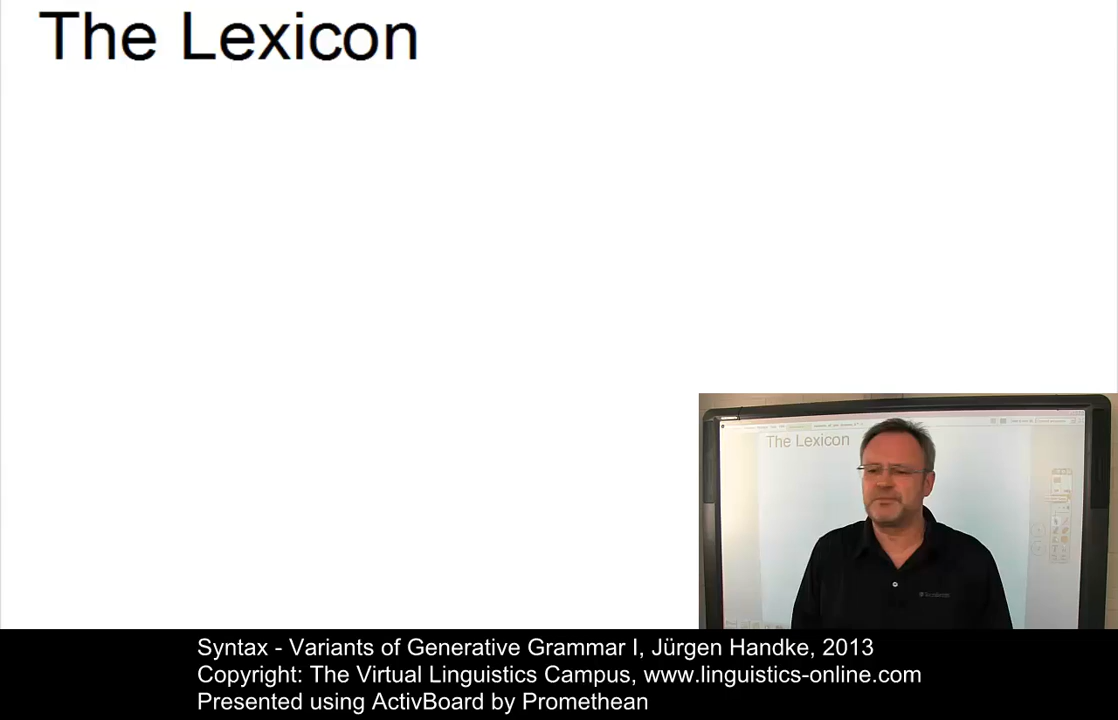 The Lexicon
The Lexicon
Syntax - Variants of Generative Grammar I, Jürgen Handke, 2013
Copyright: The Virtual Linguistics Campus, www.linguistics-online.com
Presented using ActivBoard by Promethean